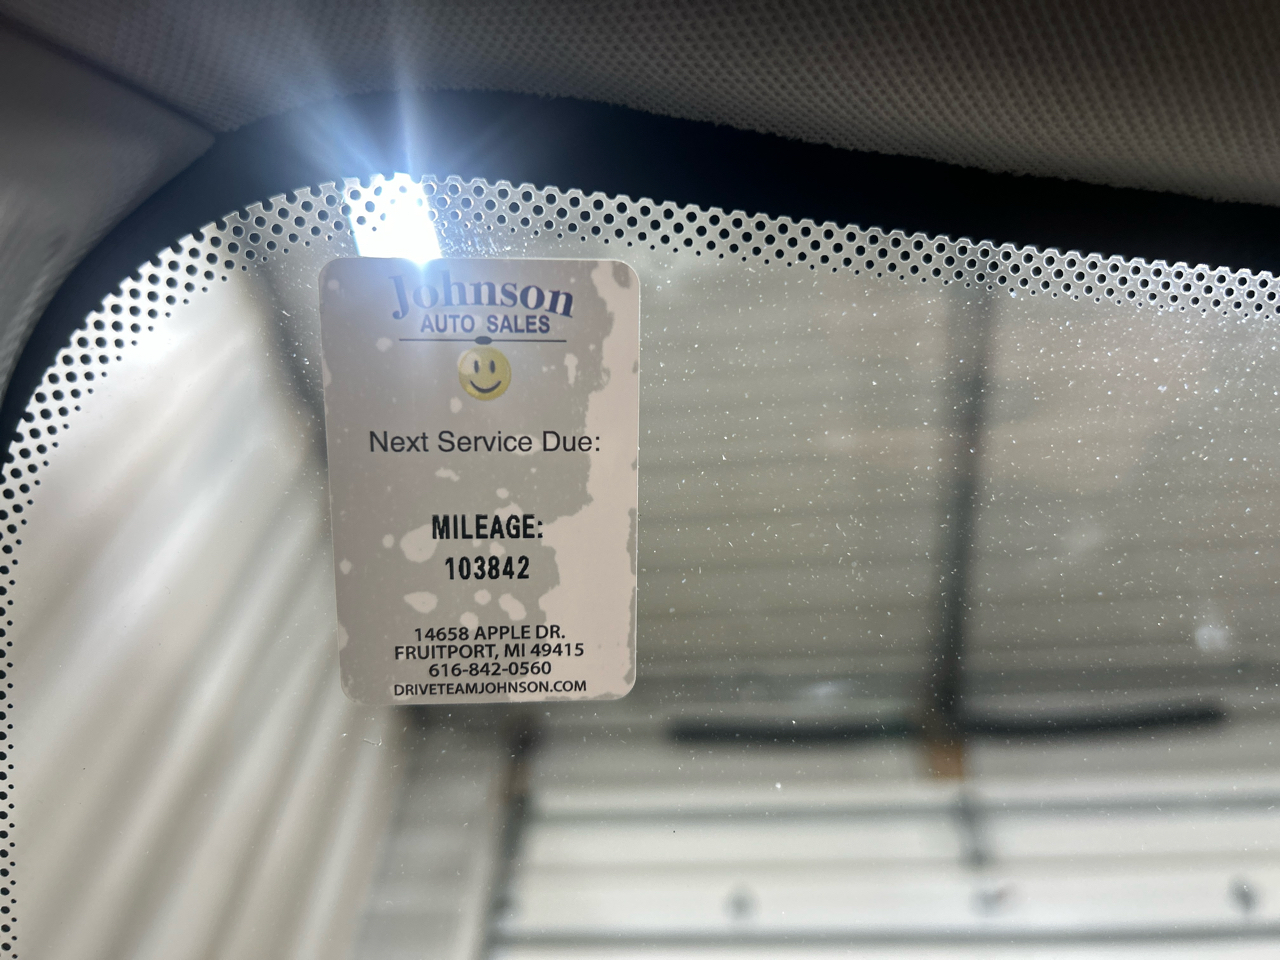 Johnson
AUTO SALES
Next Service Due:
MILEAGE:
103842
14658 APPLE DR.
FRUITPORT, MI 49415
616-842-0560
DRIVETEAMJOHNSON.COM